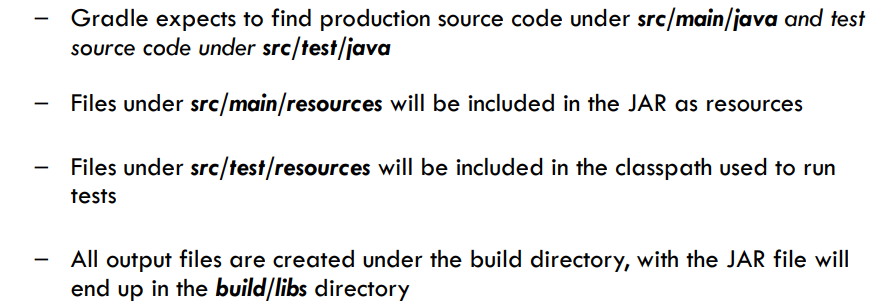 – Gradle expects to find production source code under src/main/java and test
source code under src/test/java
– Files under src/main/resources will be included in the JAR as resources
– Files under src/test/resources will be included in the classpath used to run
tests
– All output files are created under the build directory, with the JAR file will
end up in the build/libs directory